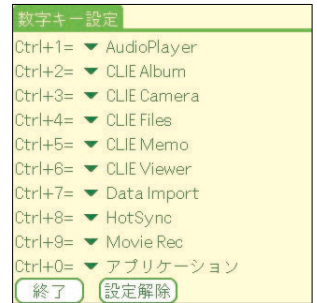 数字キー設定
Ctrl+1= ▼ AudioPlayer
Ctrl+2= ▼ CLIE Album
Ctrl+3= ▼ CLIE Camera
Ctrl+4= ▼ CLIE Files
Ctrl+5= ▼ CLIE Memo
Ctrl+6= ▼ CLIE Viewer
Ctrl+7= ▼ Data Import
Ctrl+8= ▼ HotSync
Ctrl+9= ▼ Movie Rec
Ctrl+0= ▼ アプリケーション
終了 設定解除